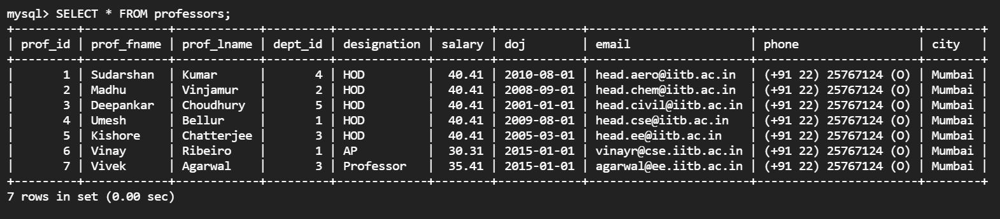 mysql> SELECT * FROM professors;
+---------+------------+------------+---------+-------------+--------+------------+-----------------------+-----------------------+--------+
| prof_id | prof_fname | prof_lname | dept_id | designation | salary | doj        | email                 | phone                 | city   |
+---------+------------+------------+---------+-------------+--------+------------+-----------------------+-----------------------+--------+
|       1 | Sudarshan  | Kumar      |       4 | HOD         |  40.41 | 2010-08-01 | head.aero@iitb.ac.in  | (+91 22) 25767124 (O) | Mumbai |
|       2 | Madhu      | Vinjamur   |       2 | HOD         |  40.41 | 2008-09-01 | head.chem@iitb.ac.in  | (+91 22) 25767124 (O) | Mumbai |
|       3 | Deepankar  | Choudhury  |       5 | HOD         |  40.41 | 2001-01-01 | head.civil@iitb.ac.in | (+91 22) 25767124 (O) | Mumbai |
|       4 | Umesh      | Bellur     |       1 | HOD         |  40.41 | 2009-08-01 | head.cse@iitb.ac.in   | (+91 22) 25767124 (O) | Mumbai |
|       5 | Kishore    | Chatterjee |       3 | HOD         |  40.41 | 2005-03-01 | head.ee@iitb.ac.in    | (+91 22) 25767124 (O) | Mumbai |
|       6 | Vinay      | Ribeiro    |       1 | AP          |  30.31 | 2015-01-01 | vinayr@cse.iitb.ac.in | (+91 22) 25767124 (O) | Mumbai |
|       7 | Vivek      | Agarwal    |       3 | Professor   |  35.41 | 2015-01-01 | agarwal@ee.iitb.ac.in | (+91 22) 25767124 (O) | Mumbai |
+---------+------------+------------+---------+-------------+--------+------------+-----------------------+-----------------------+--------+
7 rows in set (0.00 sec)